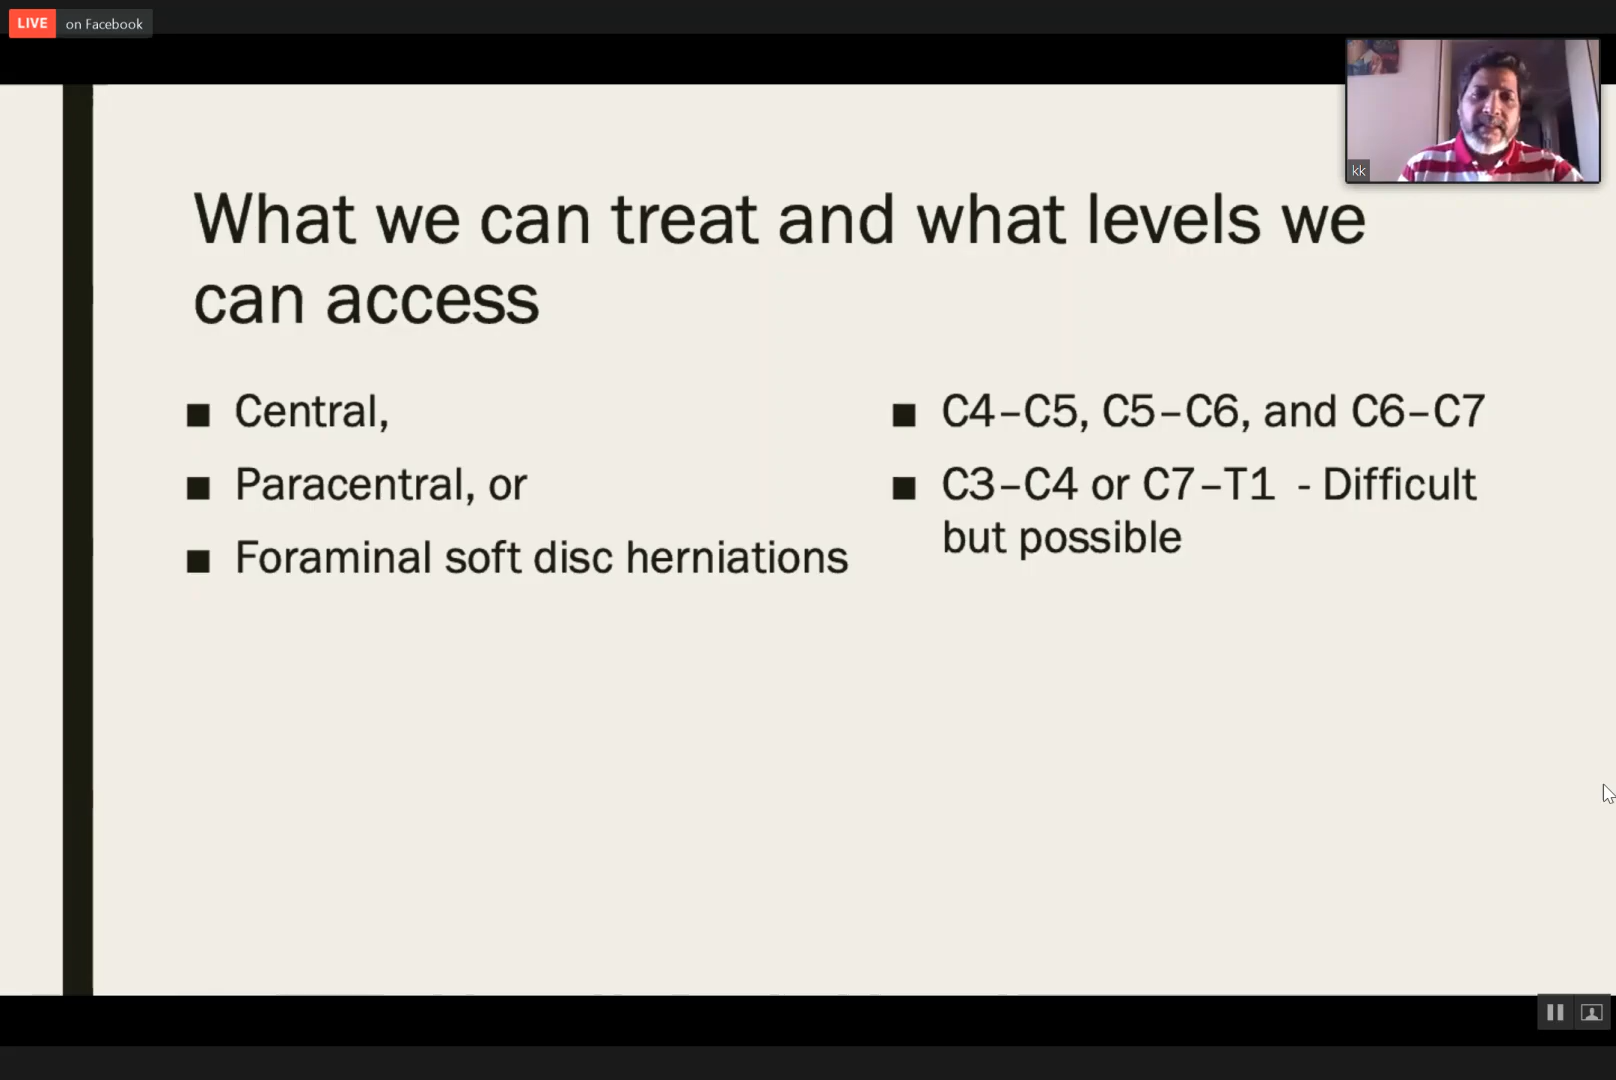 LIVE on Facebook
kk
What we can treat and what levels we
can access
■ Central,
■ Paracentral, or
■ Foraminal soft disc herniations
■ C4–C5, C5–C6, and C6–C7
■ C3–C4 or C7–T1 - Difficult
but possible